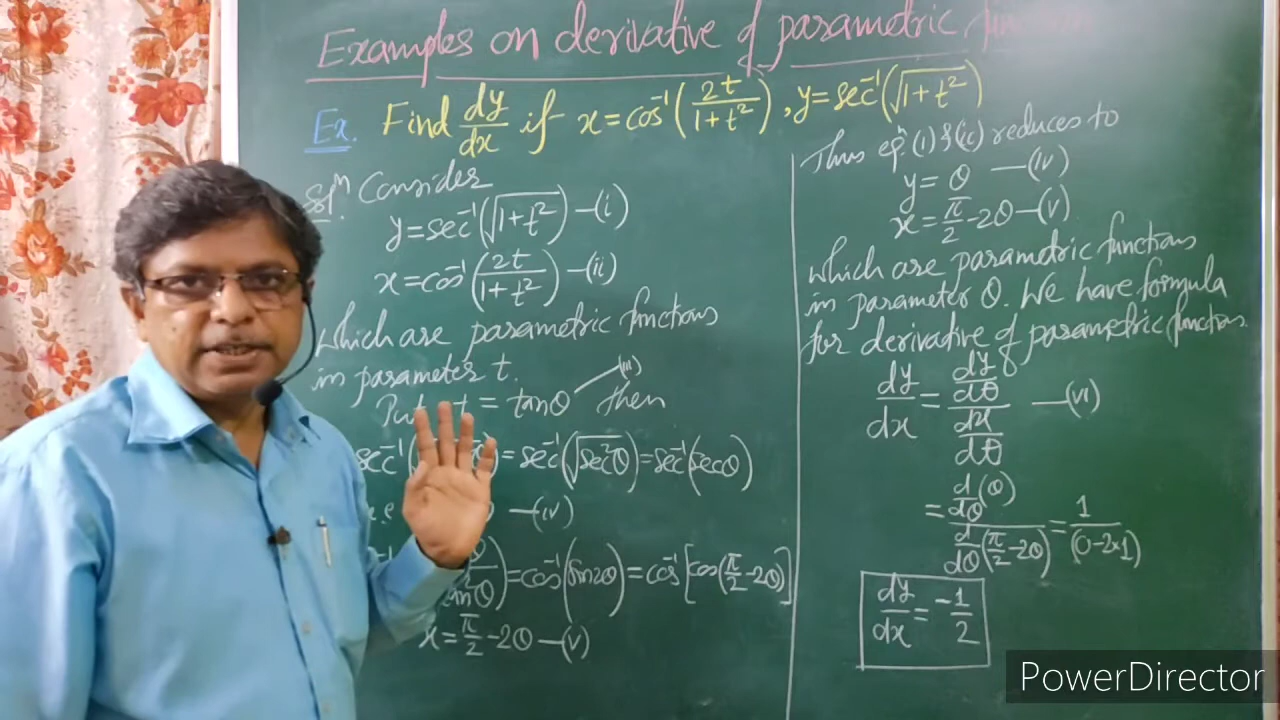 Examples on derivative of parametric
Ex. Find dy/dx if x = cos⁻¹(2t/(1+t²)), y = sec⁻¹(√(1+t²))
Solⁿ. Consider
y = sec⁻¹(√(1+t²)) —(i)
x = cos⁻¹(2t/(1+t²)) —(ii)
which are parametric functions
in parameter t.
Put t = tanθ —(iii) then
sec⁻¹( = sec⁻¹(√(sec²θ)) = sec⁻¹(secθ)
—(iv)
tan θ) = cos⁻¹(sin2θ) = cos⁻¹[cos(π/2-2θ)]
x = π/2 - 2θ —(v)
Thus eqⁿ. (i) & (ii) reduces to
y = θ —(iv)
x = π/2 - 2θ —(v)
which are parametric functions
in parameter θ. We have formula
for derivative of parametric functions
dy/dx = (dy/dθ)/(dx/dθ) —(vi)
= (d/dθ (θ))/(d/dθ (π/2-2θ)) = 1/(0-2×1)
dy/dx = -1/2
PowerDirector